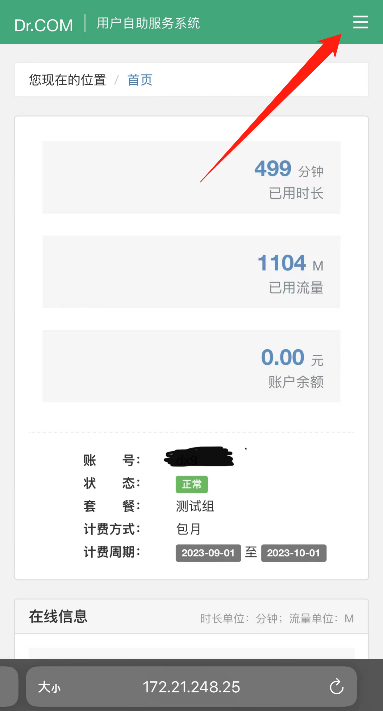 Dr.COM | 用户自助服务系统
您现在的位置 / 首页
499 分钟
已用时长
1104 M
已用流量
0.00 元
账户余额
账 号：
状 态： 正常
套 餐： 测试组
计费方式： 包月
计费周期： 2023-09-01 至 2023-10-01
在线信息 时长单位：分钟；流量单位：M
大小 172.21.248.25